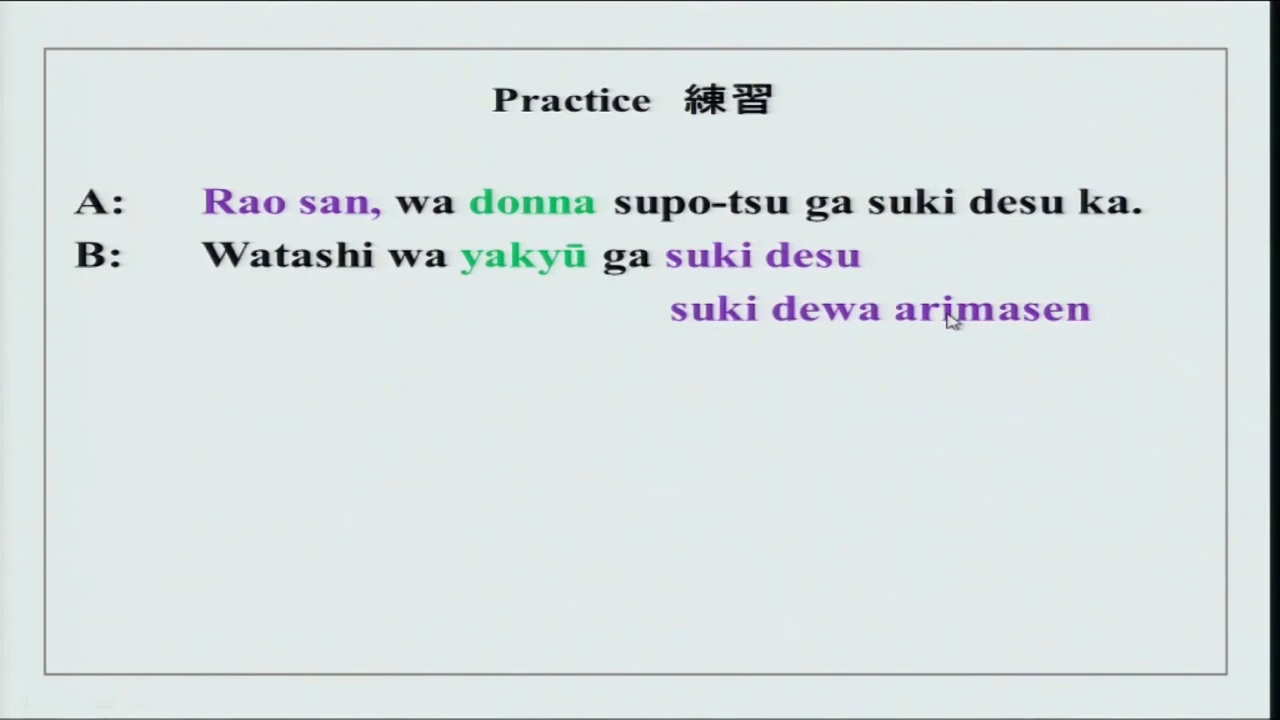 Practice 練習
A: Rao san, wa donna supo-tsu ga suki desu ka.
B: Watashi wa yakyū ga suki desu
suki dewa arimasen